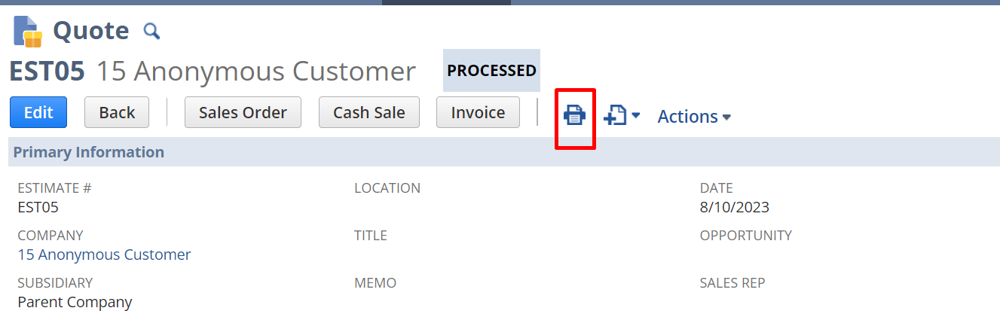 Quote
EST05 15 Anonymous Customer PROCESSED
Edit Back Sales Order Cash Sale Invoice Actions
Primary Information
ESTIMATE # LOCATION DATE
EST05 8/10/2023
COMPANY TITLE OPPORTUNITY
15 Anonymous Customer
SUBSIDIARY MEMO SALES REP
Parent Company